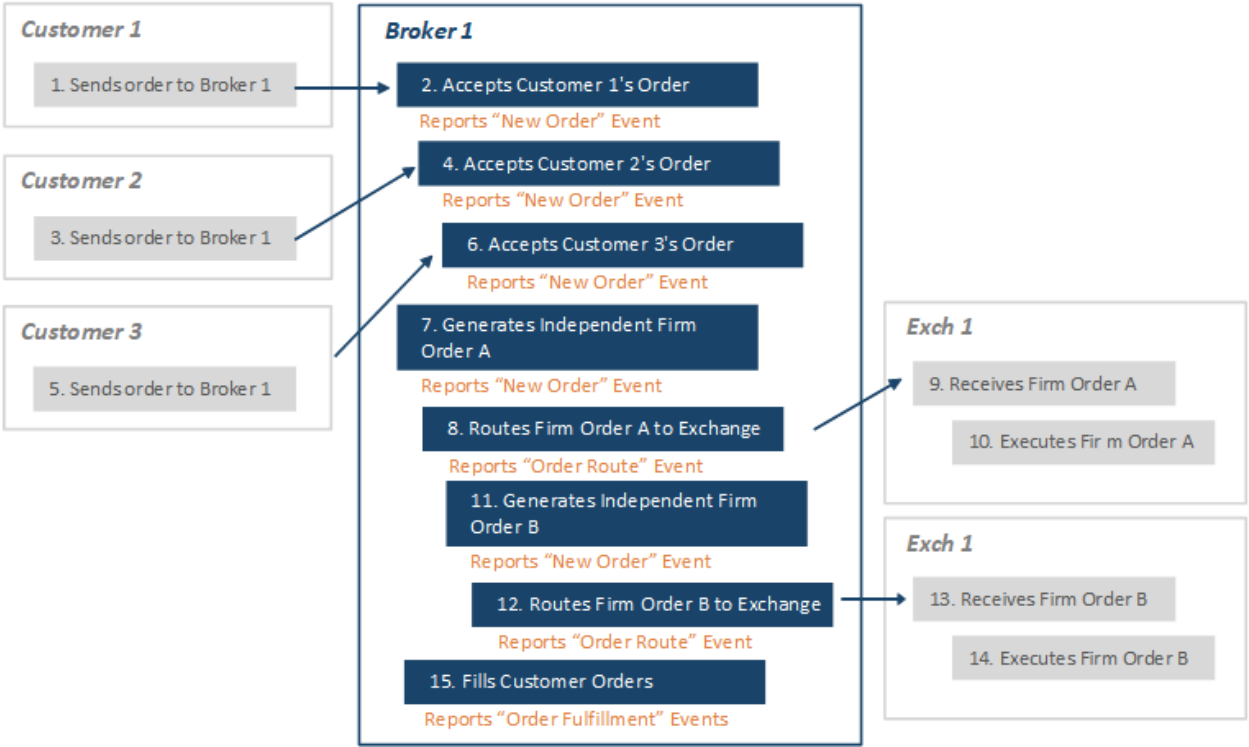 Customer 1
1. Sends order to Broker 1
Customer 2
3. Sends order to Broker 1
Customer 3
5. Sends order to Broker 1
Broker 1
2. Accepts Customer 1's Order
Reports “New Order” Event
4. Accepts Customer 2's Order
Reports “New Order” Event
6. Accepts Customer 3's Order
Reports “New Order” Event
7. Generates Independent Firm
Order A
Reports “New Order” Event
8. Routes Firm Order A to Exchange
Reports “Order Route” Event
11. Generates Independent Firm
Order B
Reports “New Order” Event
12. Routes Firm Order B to Exchange
Reports “Order Route” Event
15. Fills Customer Orders
Reports “Order Fulfillment” Events
Exch 1
9. Receives Firm Order A
10. Executes Fir m Order A
Exch 1
13. Receives Firm Order B
14. Executes Firm Order B